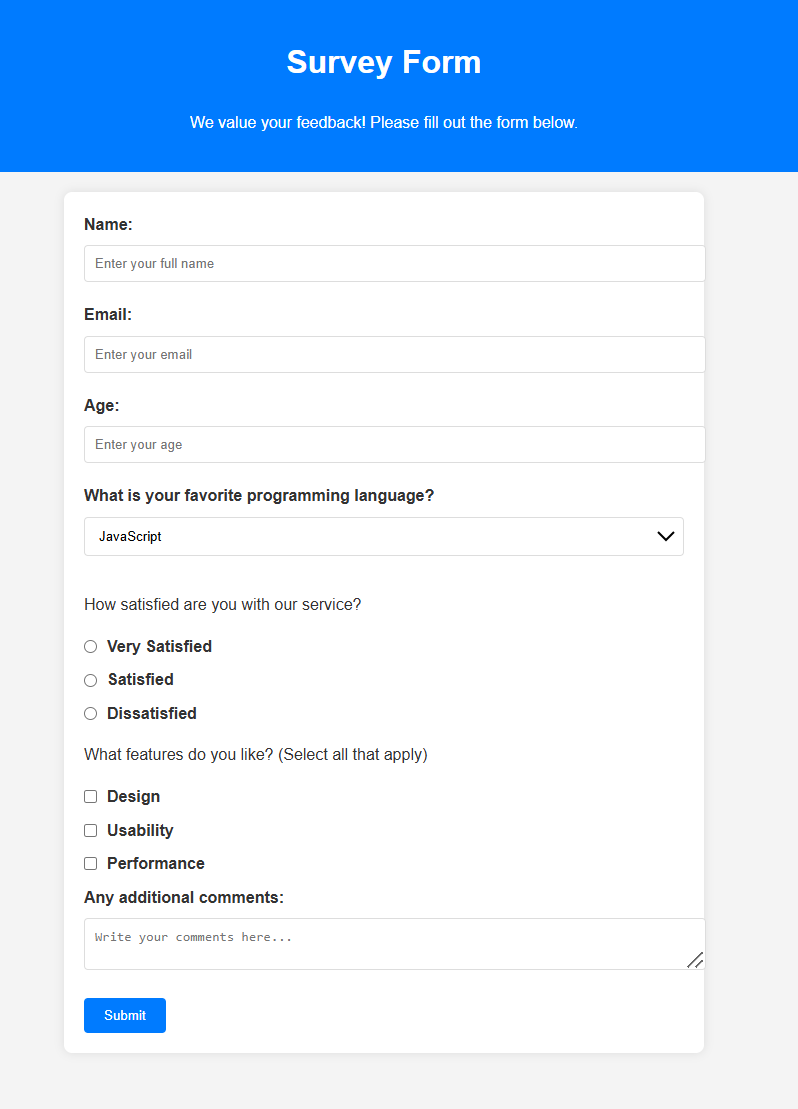 Survey Form
We value your feedback! Please fill out the form below.
Name:
Enter your full name
Email:
Enter your email
Age:
Enter your age
What is your favorite programming language?
JavaScript
How satisfied are you with our service?
Very Satisfied
Satisfied
Dissatisfied
What features do you like? (Select all that apply)
Design
Usability
Performance
Any additional comments:
Write your comments here...
Submit